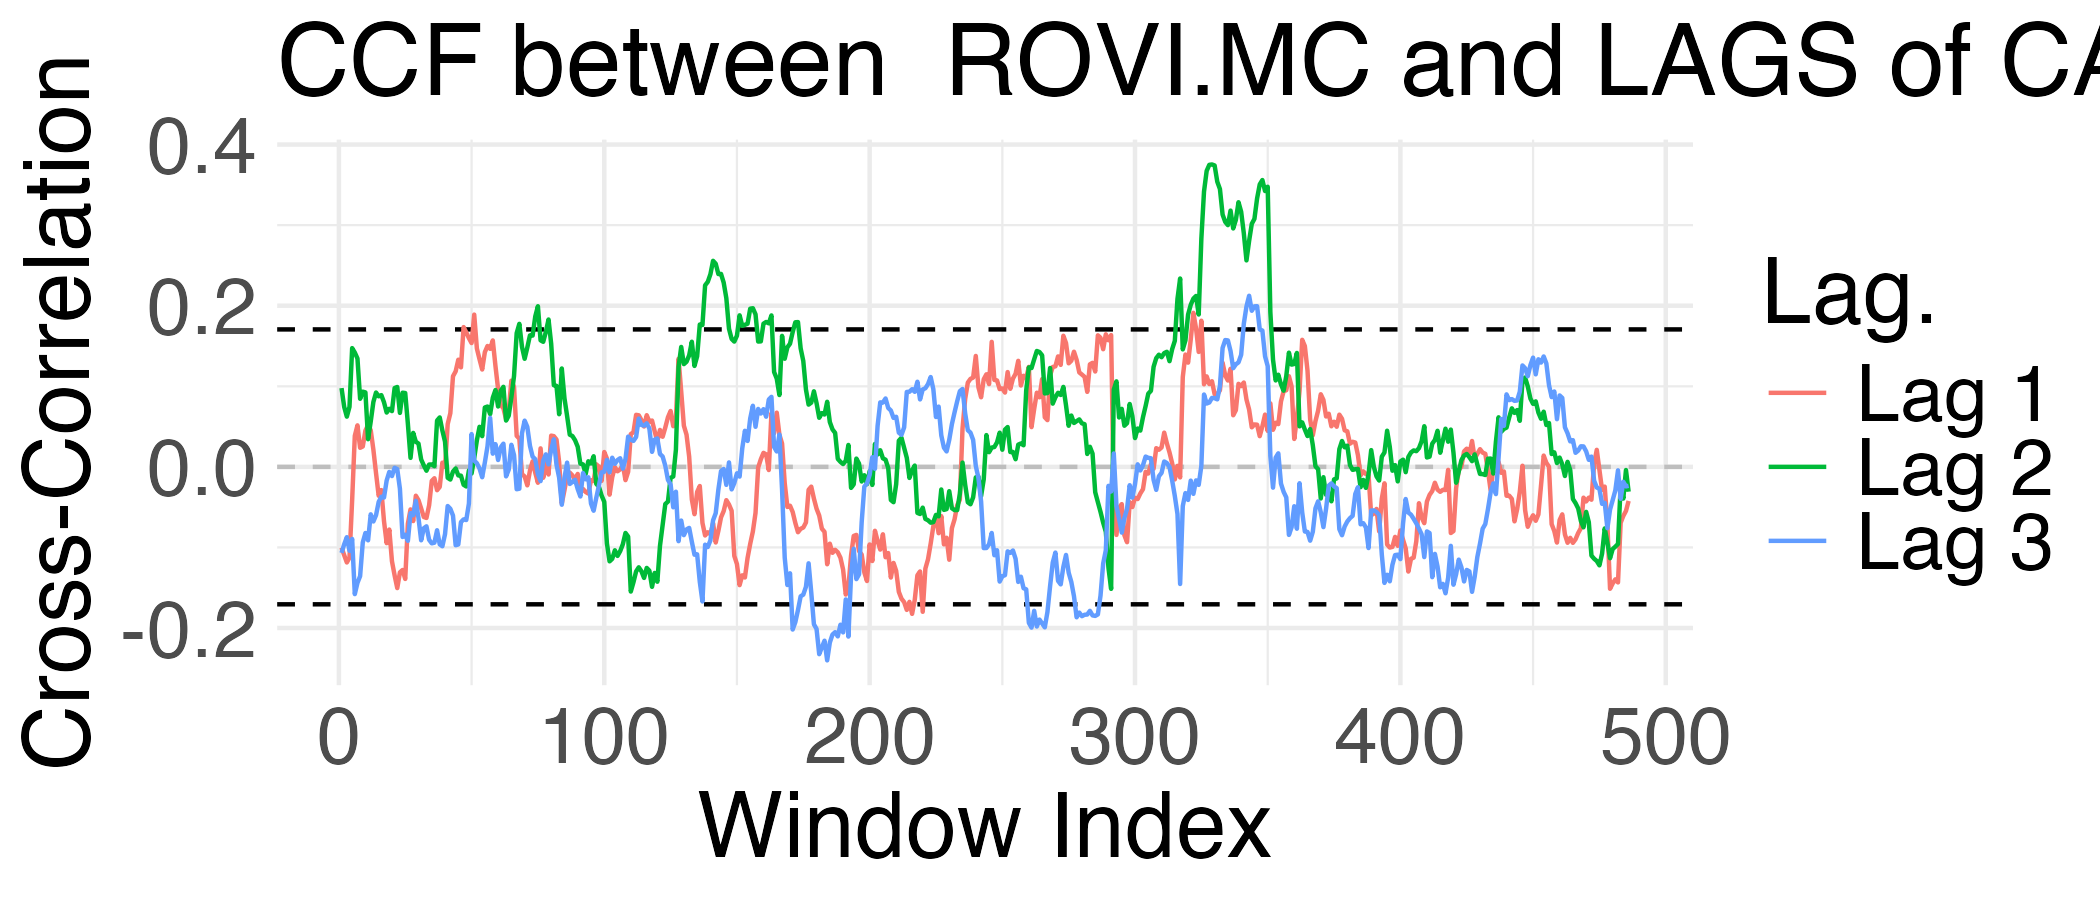 CCF between  ROVI.MC and LAGS of CA
Cross-Correlation
0.4
0.2
0.0
-0.2
0 100 200 300 400 500
Window Index
Lag.
Lag 1
Lag 2
Lag 3